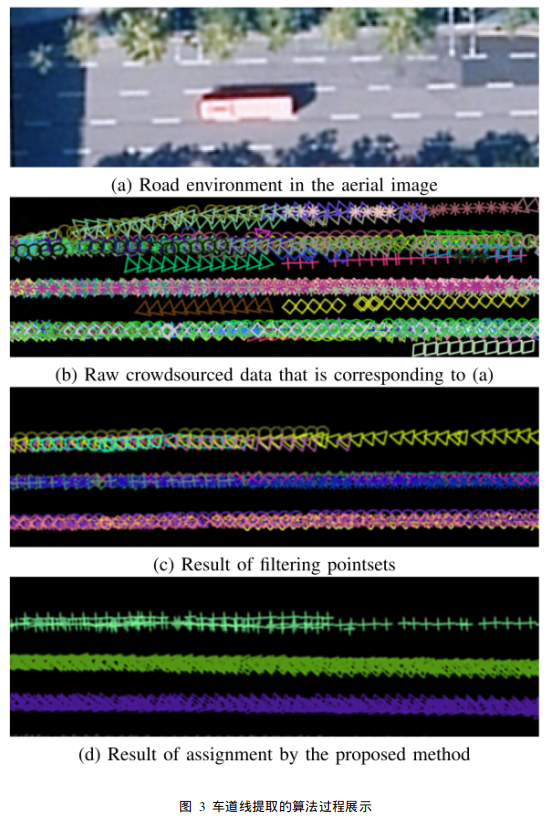 (a) Road environment in the aerial image
(b) Raw crowdsourced data that is corresponding to (a)
(c) Result of filtering pointsets
(d) Result of assignment by the proposed method
图 3 车道线提取的算法过程展示